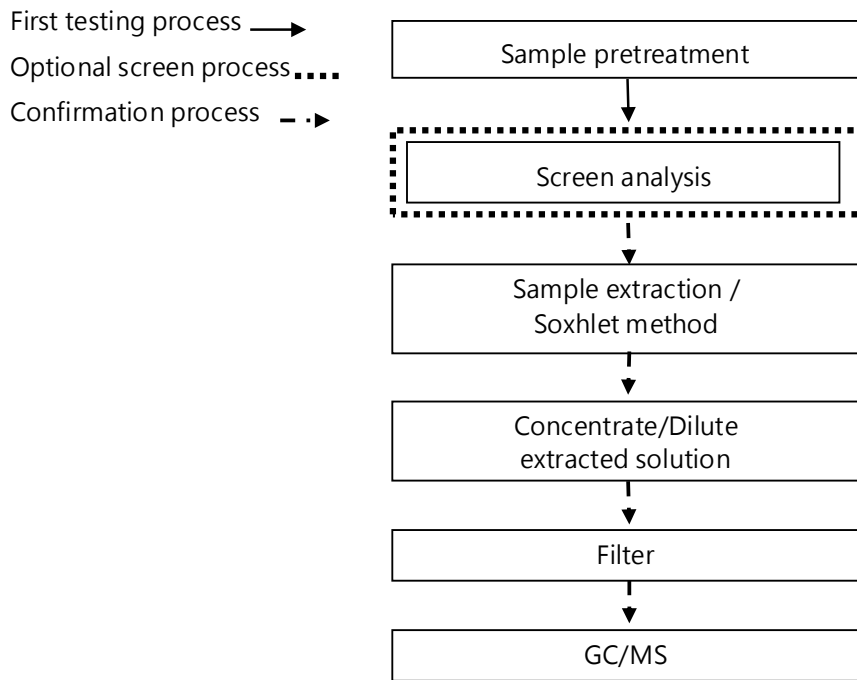 First testing process
Optional screen process
Confirmation process
Sample pretreatment
Screen analysis
Sample extraction /
Soxhlet method
Concentrate/Dilute
extracted solution
Filter
GC/MS